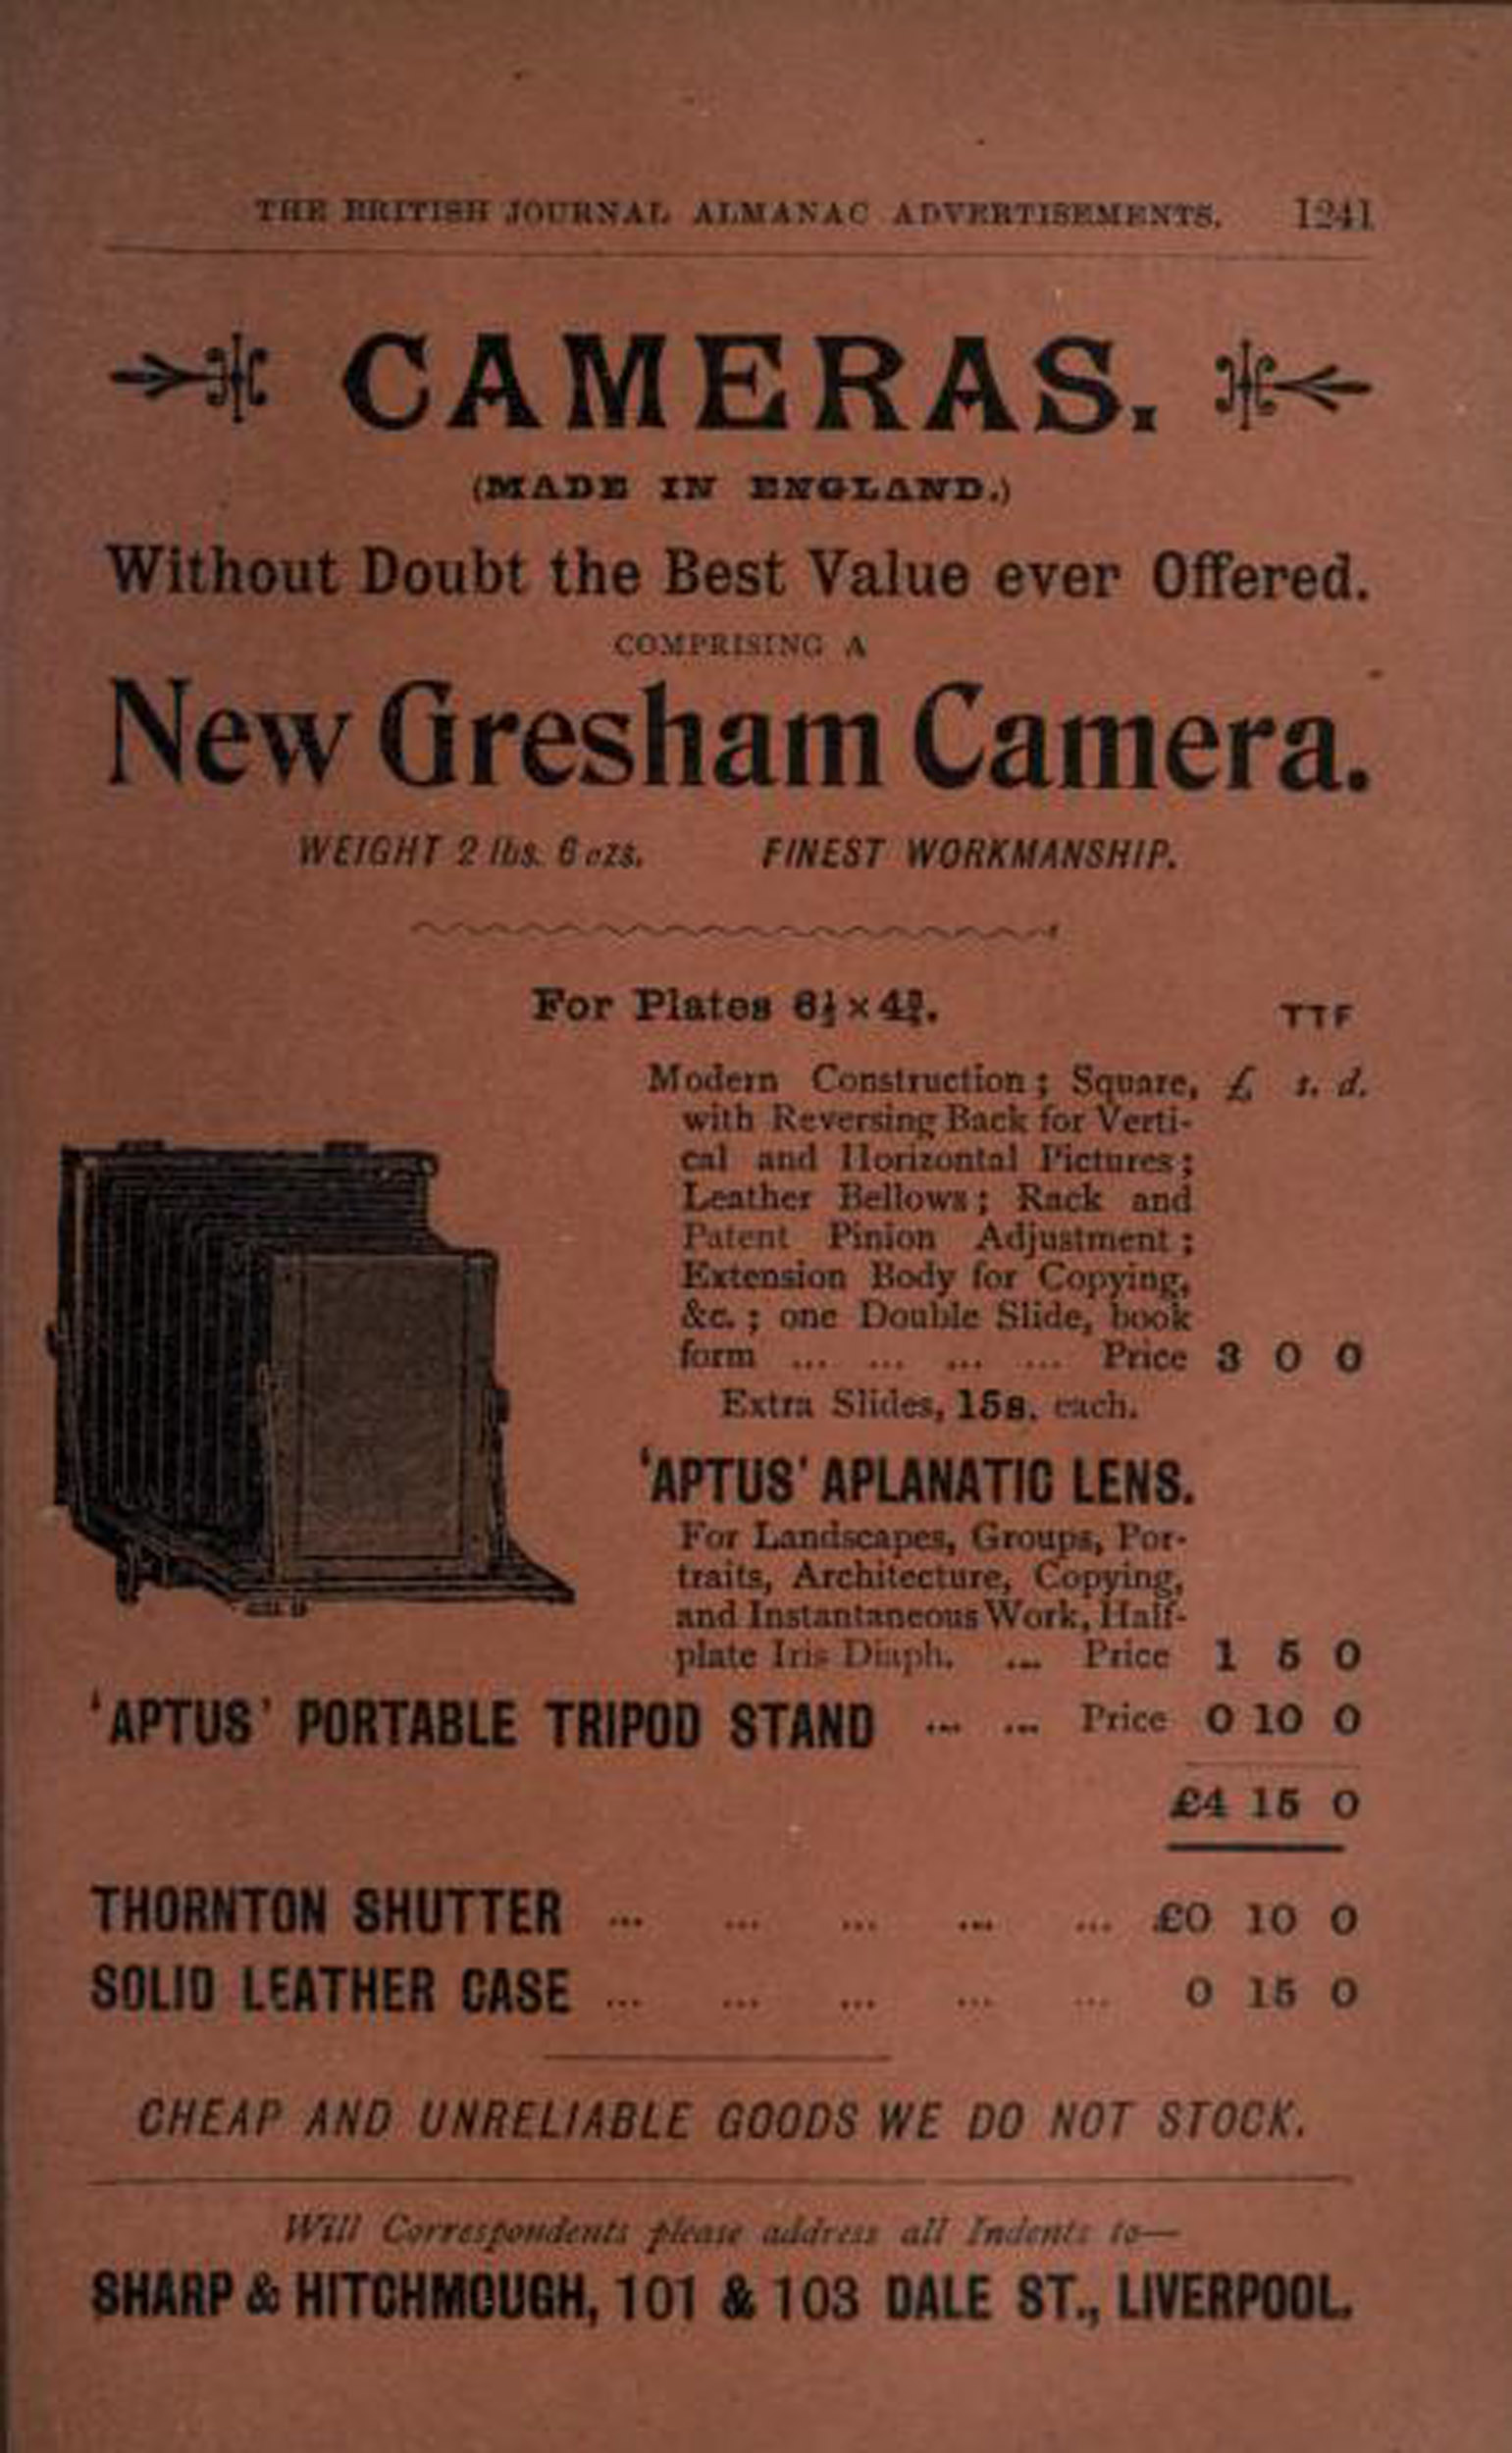 THE BRITISH JOURNAL ALMANAC ADVERTISEMENTS. 1241
CAMERAS.
(MADE IN ENGLAND.)
Without Doubt the Best Value ever Offered.
COMPRISING A
New Gresham Camera.
WEIGHT 2 lbs. 6 ozs. FINEST WORKMANSHIP.
For Plates 6½ × 4¾.
TTF
Modern Construction; Square, £ s. d.
with Reversing Back for Verti-
cal and Horizontal Pictures;
Leather Bellows; Rack and
Patent Pinion Adjustment;
Extension Body for Copying,
&c.; one Double Slide, book
form ... ... ... ... Price 3 0 0
Extra Slides, 15s. each.
'APTUS' APLANATIC LENS.
For Landscapes, Groups, Por-
traits, Architecture, Copying,
and Instantaneous Work, Half-
plate Iris Diaph. ... Price 1 5 0
'APTUS' PORTABLE TRIPOD STAND ... ... Price 0 10 0
£4 15 0
THORNTON SHUTTER ... ... ... ... ... £0 10 0
SOLID LEATHER CASE ... ... ... ... ... 0 15 0
CHEAP AND UNRELIABLE GOODS WE DO NOT STOCK.
Will Correspondents please address all Indents to—
SHARP & HITCHMOUGH, 101 & 103 DALE ST., LIVERPOOL.